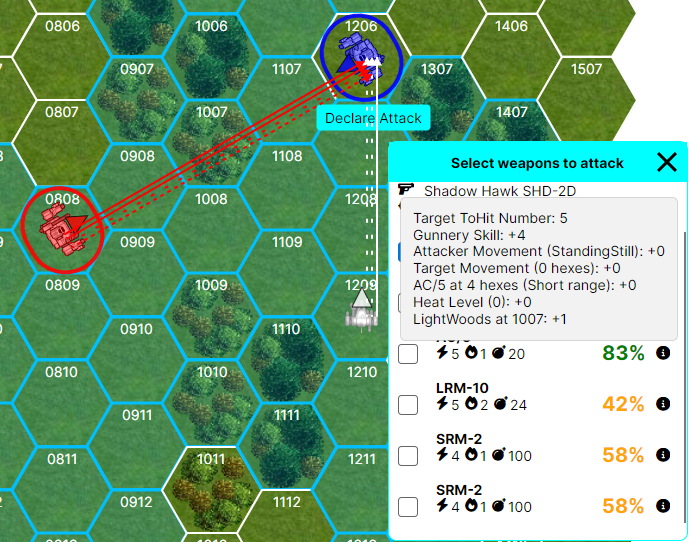 0806
1006
1206
1406
0907
1107
1307
1507
0807
1007
1407
Declare Attack
0908
1108
Select weapons to attack
0808
1008
1208
Shadow Hawk SHD-2D
Target ToHit Number: 5
Gunnery Skill: +4
Attacker Movement (StandingStill): +0
Target Movement (0 hexes): +0
AC/5 at 4 hexes (Short range): +0
Heat Level (0): +0
LightWoods at 1007: +1
0909
1109
0809
1009
1209
0910
1110
5 1 20 83%
0810
1010
1210
LRM-10
5 2 24 42%
0911
1111
SRM-2
4 1 100 58%
0811
1011
1211
SRM-2
4 1 100 58%
0912
1112